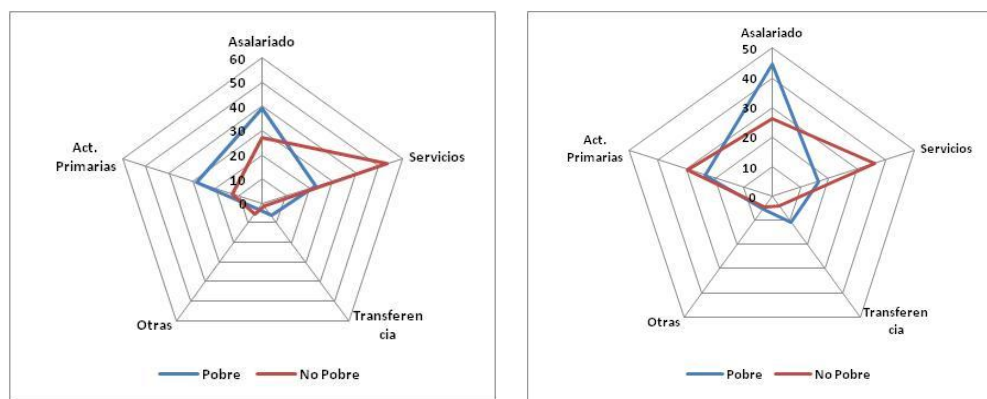 Asalariado
60
50
40
30
20
10
0
Act.
Primarias
Servicios
Otras
Transferen
cia
Pobre
No Pobre
Asalariado
50
40
30
20
10
0
Act.
Primarias
Servicios
Otras
Transferen
cia
Pobre
No Pobre